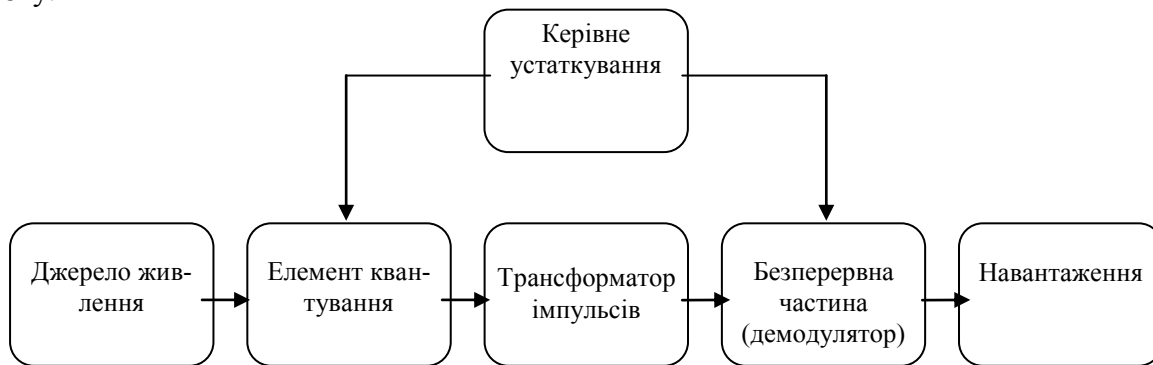 Керівне
устаткування
Джерело жив-
лення
Елемент кван-
тування
Трансформатор
імпульсів
Безперервна
частина
(демодулятор)
Навантаження